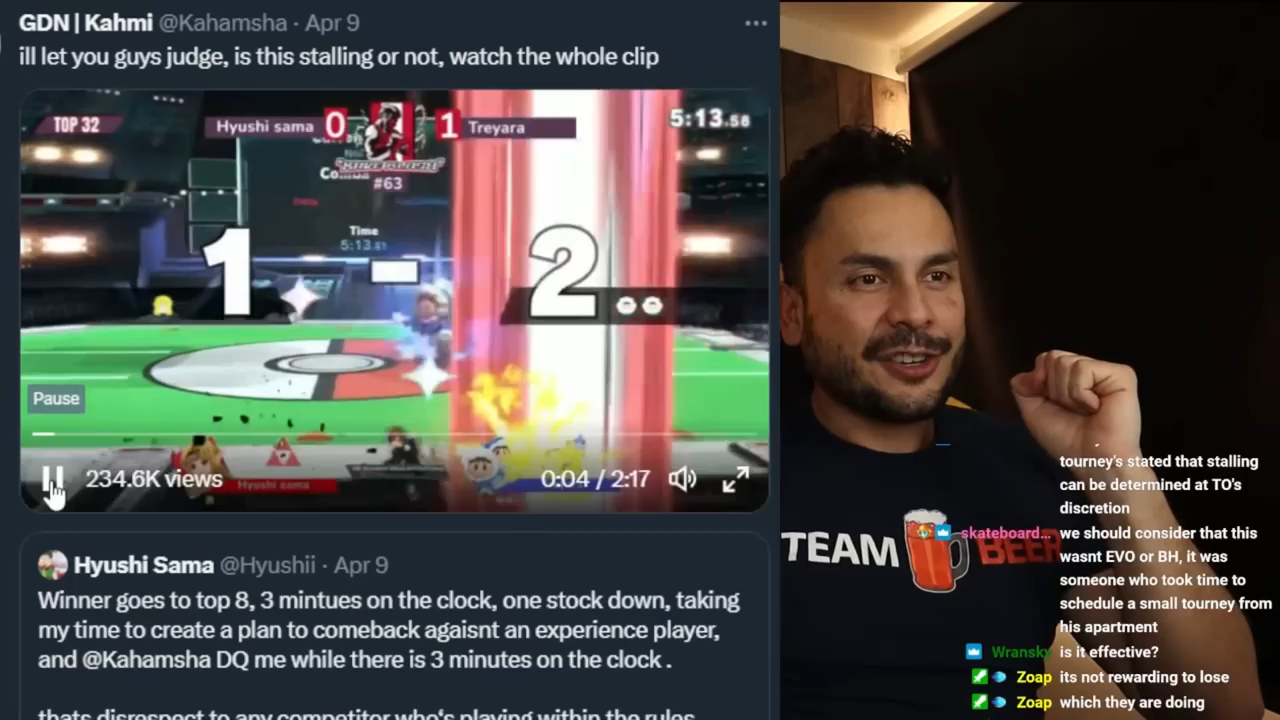 GDN | Kahmi @Kahamsha · Apr 9
ill let you guys judge, is this stalling or not, watch the whole clip
TOP 32
Hyushi sama 0
1 Treyara
5:13.56
#63
Time
5:13.51
1 - 2
Pause
234.6K views
0:04 / 2:17
Hyushi sama
Hyushi Sama @Hyushii · Apr 9
Winner goes to top 8, 3 mintues on the clock, one stock down, taking
my time to create a plan to comeback agaisnt an experience player,
and @Kahamsha DQ me while there is 3 minutes on the clock .
thats disrespect to any competitor who's playing within the rules
TEAM BEER
tourney's stated that stalling
can be determined at TO's
discretion
skateboard... we should consider that this
wasnt EVO or BH, it was
someone who took time to
schedule a small tourney from
his apartment
Wransky is it effective?
Zoap its not rewarding to lose
Zoap which they are doing